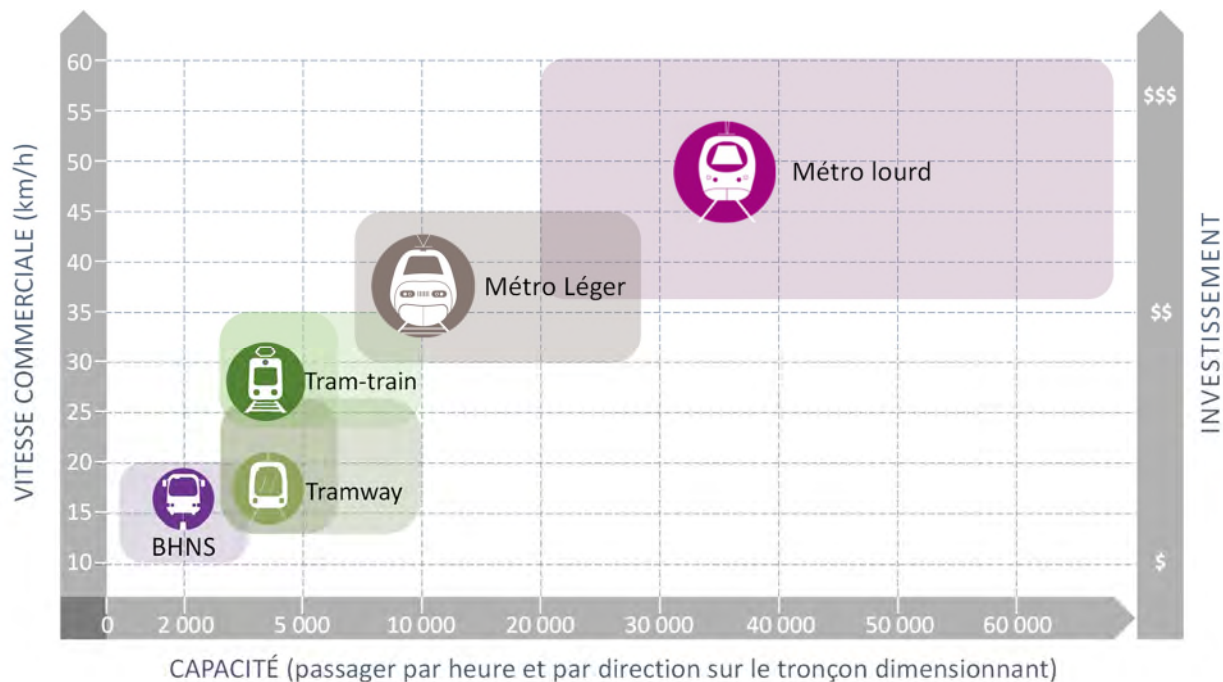 VITESSE COMMERCIALE (km/h)
60
55
50
45
40
35
30
25
20
15
10
Métro lourd
Métro Léger
Tram-train
Tramway
BHNS
$$$
$$
$
INVESTISSEMENT
0 2 000 5 000 10 000 20 000 30 000 40 000 50 000 60 000
CAPACITÉ (passager par heure et par direction sur le tronçon dimensionnant)